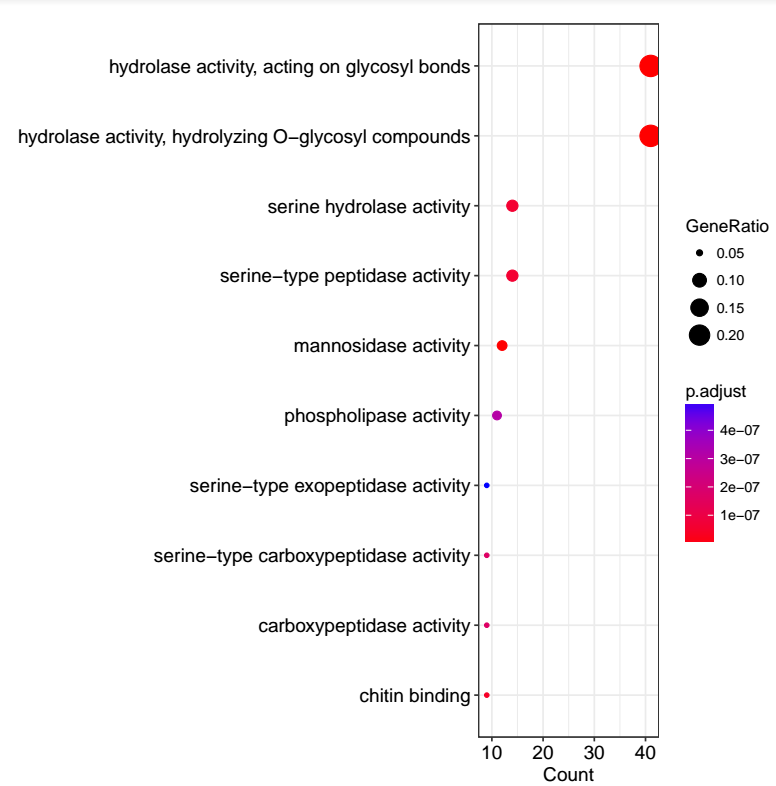 hydrolase activity, acting on glycosyl bonds
hydrolase activity, hydrolyzing O−glycosyl compounds
serine hydrolase activity
serine−type peptidase activity
mannosidase activity
phospholipase activity
serine−type exopeptidase activity
serine−type carboxypeptidase activity
carboxypeptidase activity
chitin binding
10 20 30 40
Count
GeneRatio
0.05
0.10
0.15
0.20
p.adjust
4e−07
3e−07
2e−07
1e−07